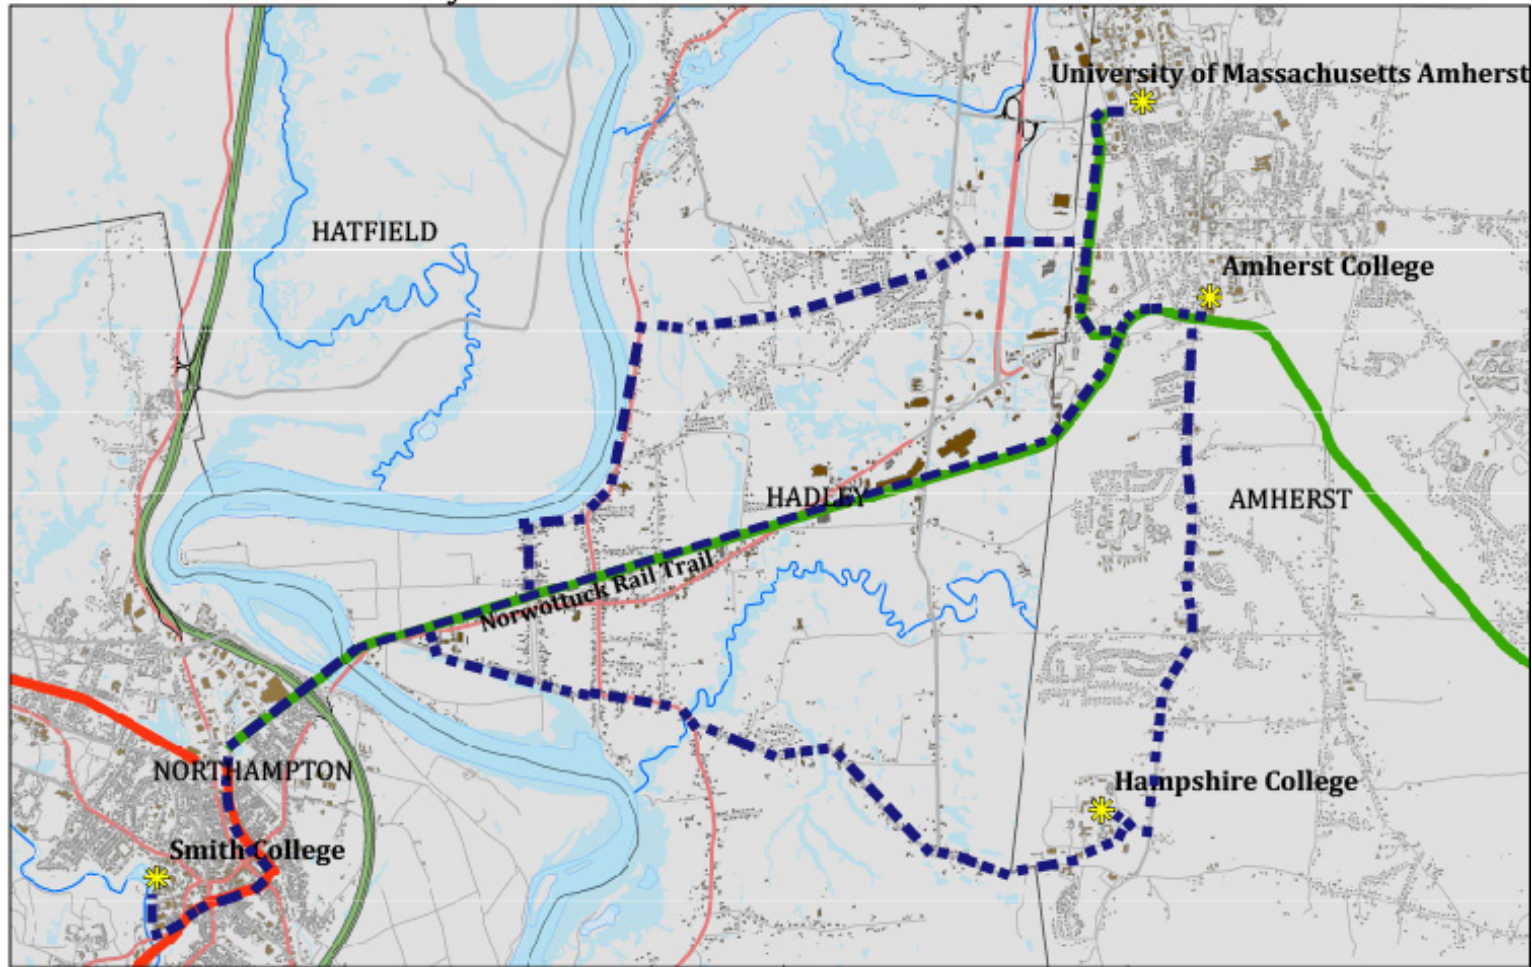 University of Massachusetts Amherst
HATFIELD
Amherst College
HADLEY
AMHERST
Norwottuck Rail Trail
NORTHAMPTON
Hampshire College
Smith College